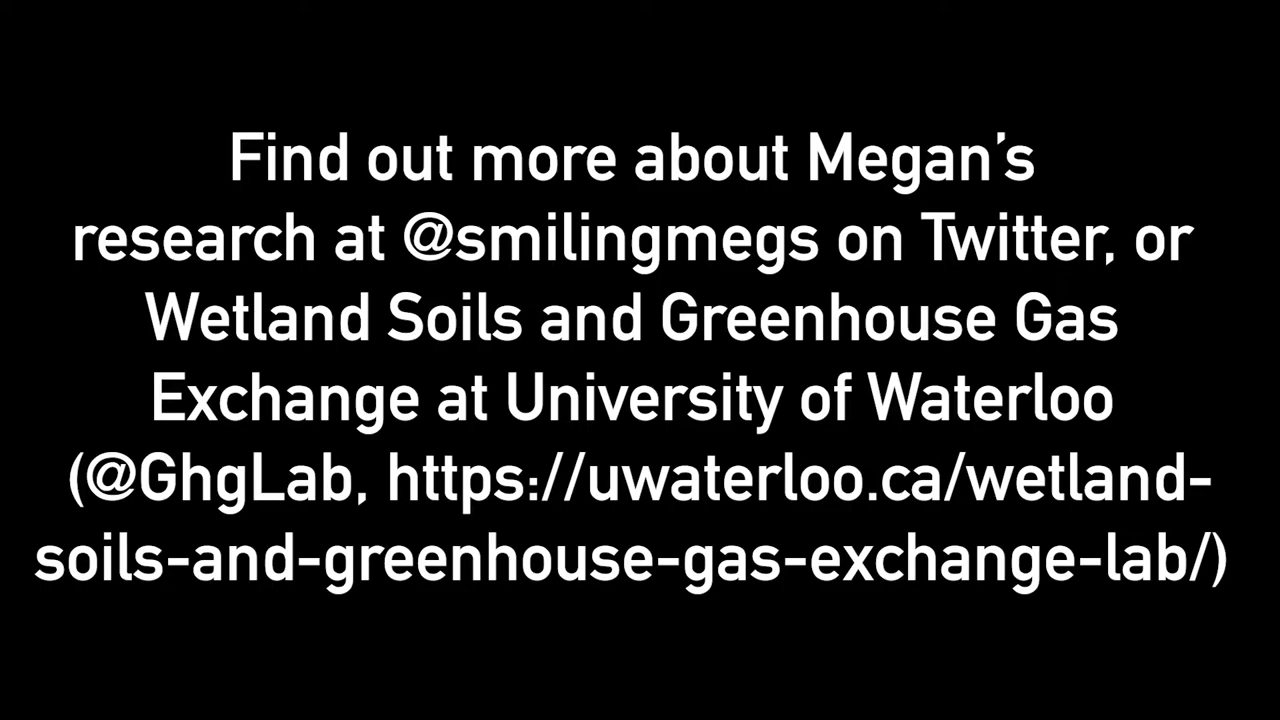 Find out more about Megan’s
research at @smilingmegs on Twitter, or
Wetland Soils and Greenhouse Gas
Exchange at University of Waterloo
(@GhgLab, https://uwaterloo.ca/wetland-
soils-and-greenhouse-gas-exchange-lab/)